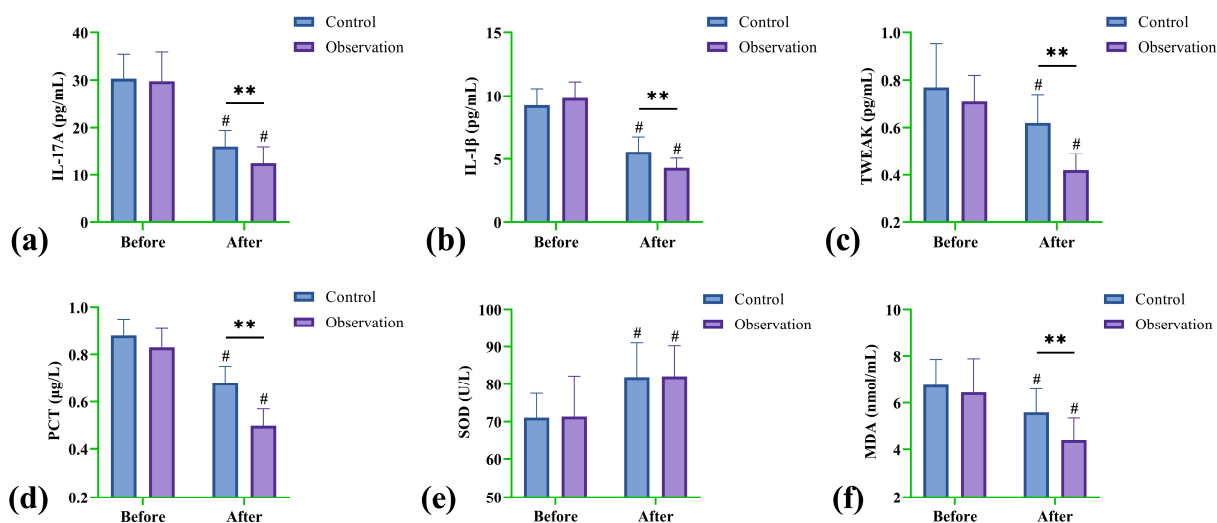 Control
Observation
IL-17A (pg/mL)
40
30
20
10
0
**
#
#
Before
After
(a)
Control
Observation
IL-1β (pg/mL)
15
10
5
0
**
#
#
Before
After
(b)
Control
Observation
TWEAK (pg/mL)
1.0
0.8
0.6
0.4
0.2
**
#
#
Before
After
(c)
Control
Observation
PCT (μg/L)
1.0
0.8
0.6
0.4
0.2
**
#
#
Before
After
(d)
Control
Observation
SOD (U/L)
100
90
80
70
60
50
#
#
Before
After
(e)
Control
Observation
MDA (nmol/mL)
10
8
6
4
2
**
#
#
Before
After
(f)